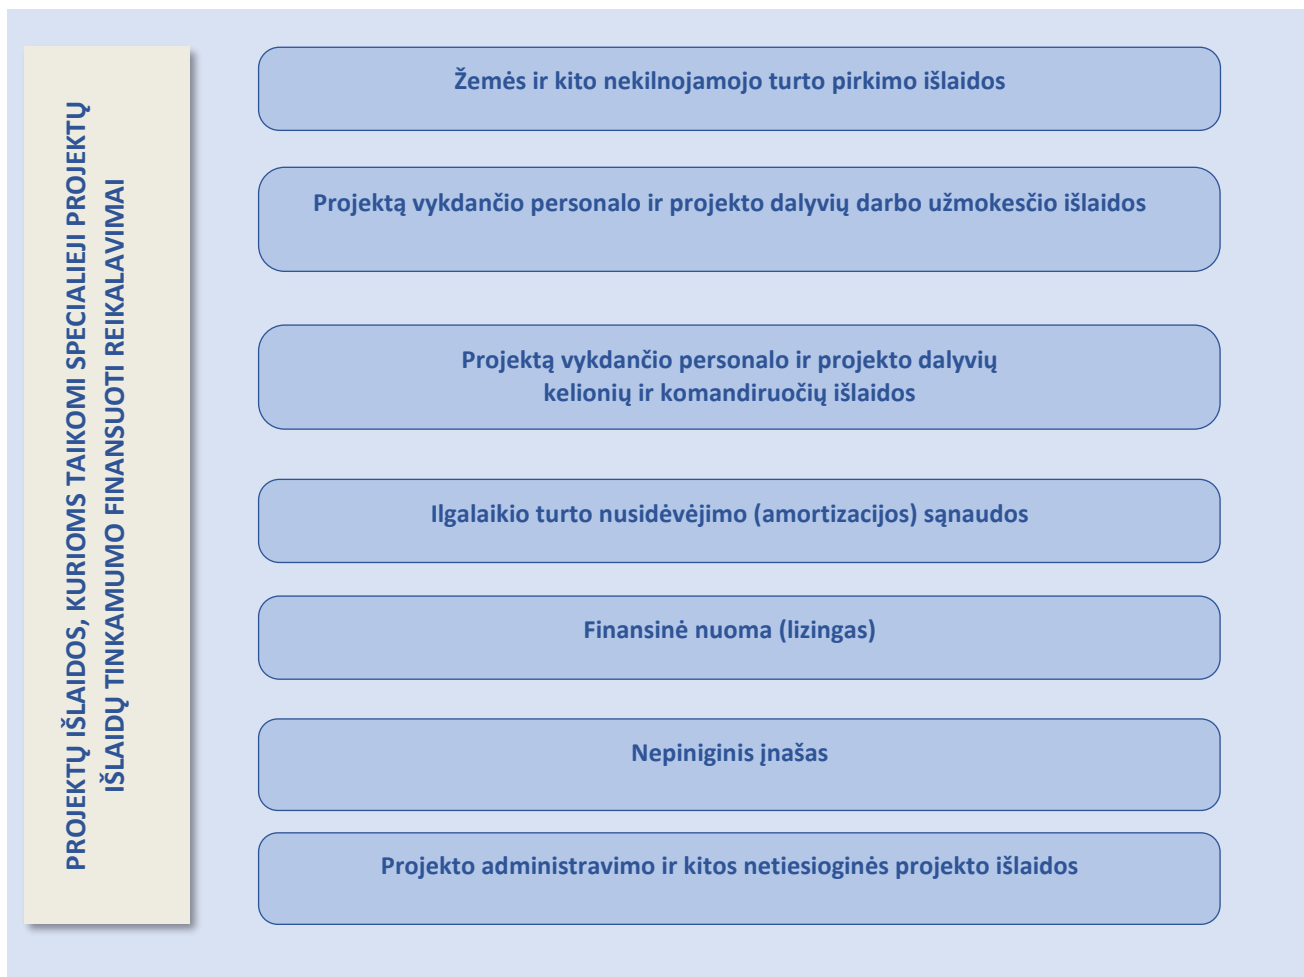 PROJEKTŲ IŠLAIDOS, KURIOMS TAIKOMI SPECIALIEJI PROJEKTŲ
IŠLAIDŲ TINKAMUMO FINANSUOTI REIKALAVIMAI
Žemės ir kito nekilnojamojo turto pirkimo išlaidos
Projektą vykdančio personalo ir projekto dalyvių darbo užmokesčio išlaidos
Projektą vykdančio personalo ir projekto dalyvių
kelionių ir komandiruočių išlaidos
Ilgalaikio turto nusidėvėjimo (amortizacijos) sąnaudos
Finansinė nuoma (lizingas)
Nepiniginis įnašas
Projekto administravimo ir kitos netiesioginės projekto išlaidos